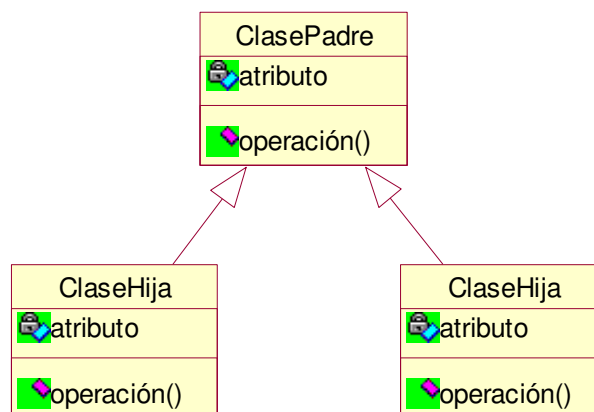 ClasePadre
atributo
operación()
ClaseHija
atributo
operación()
ClaseHija
atributo
operación()